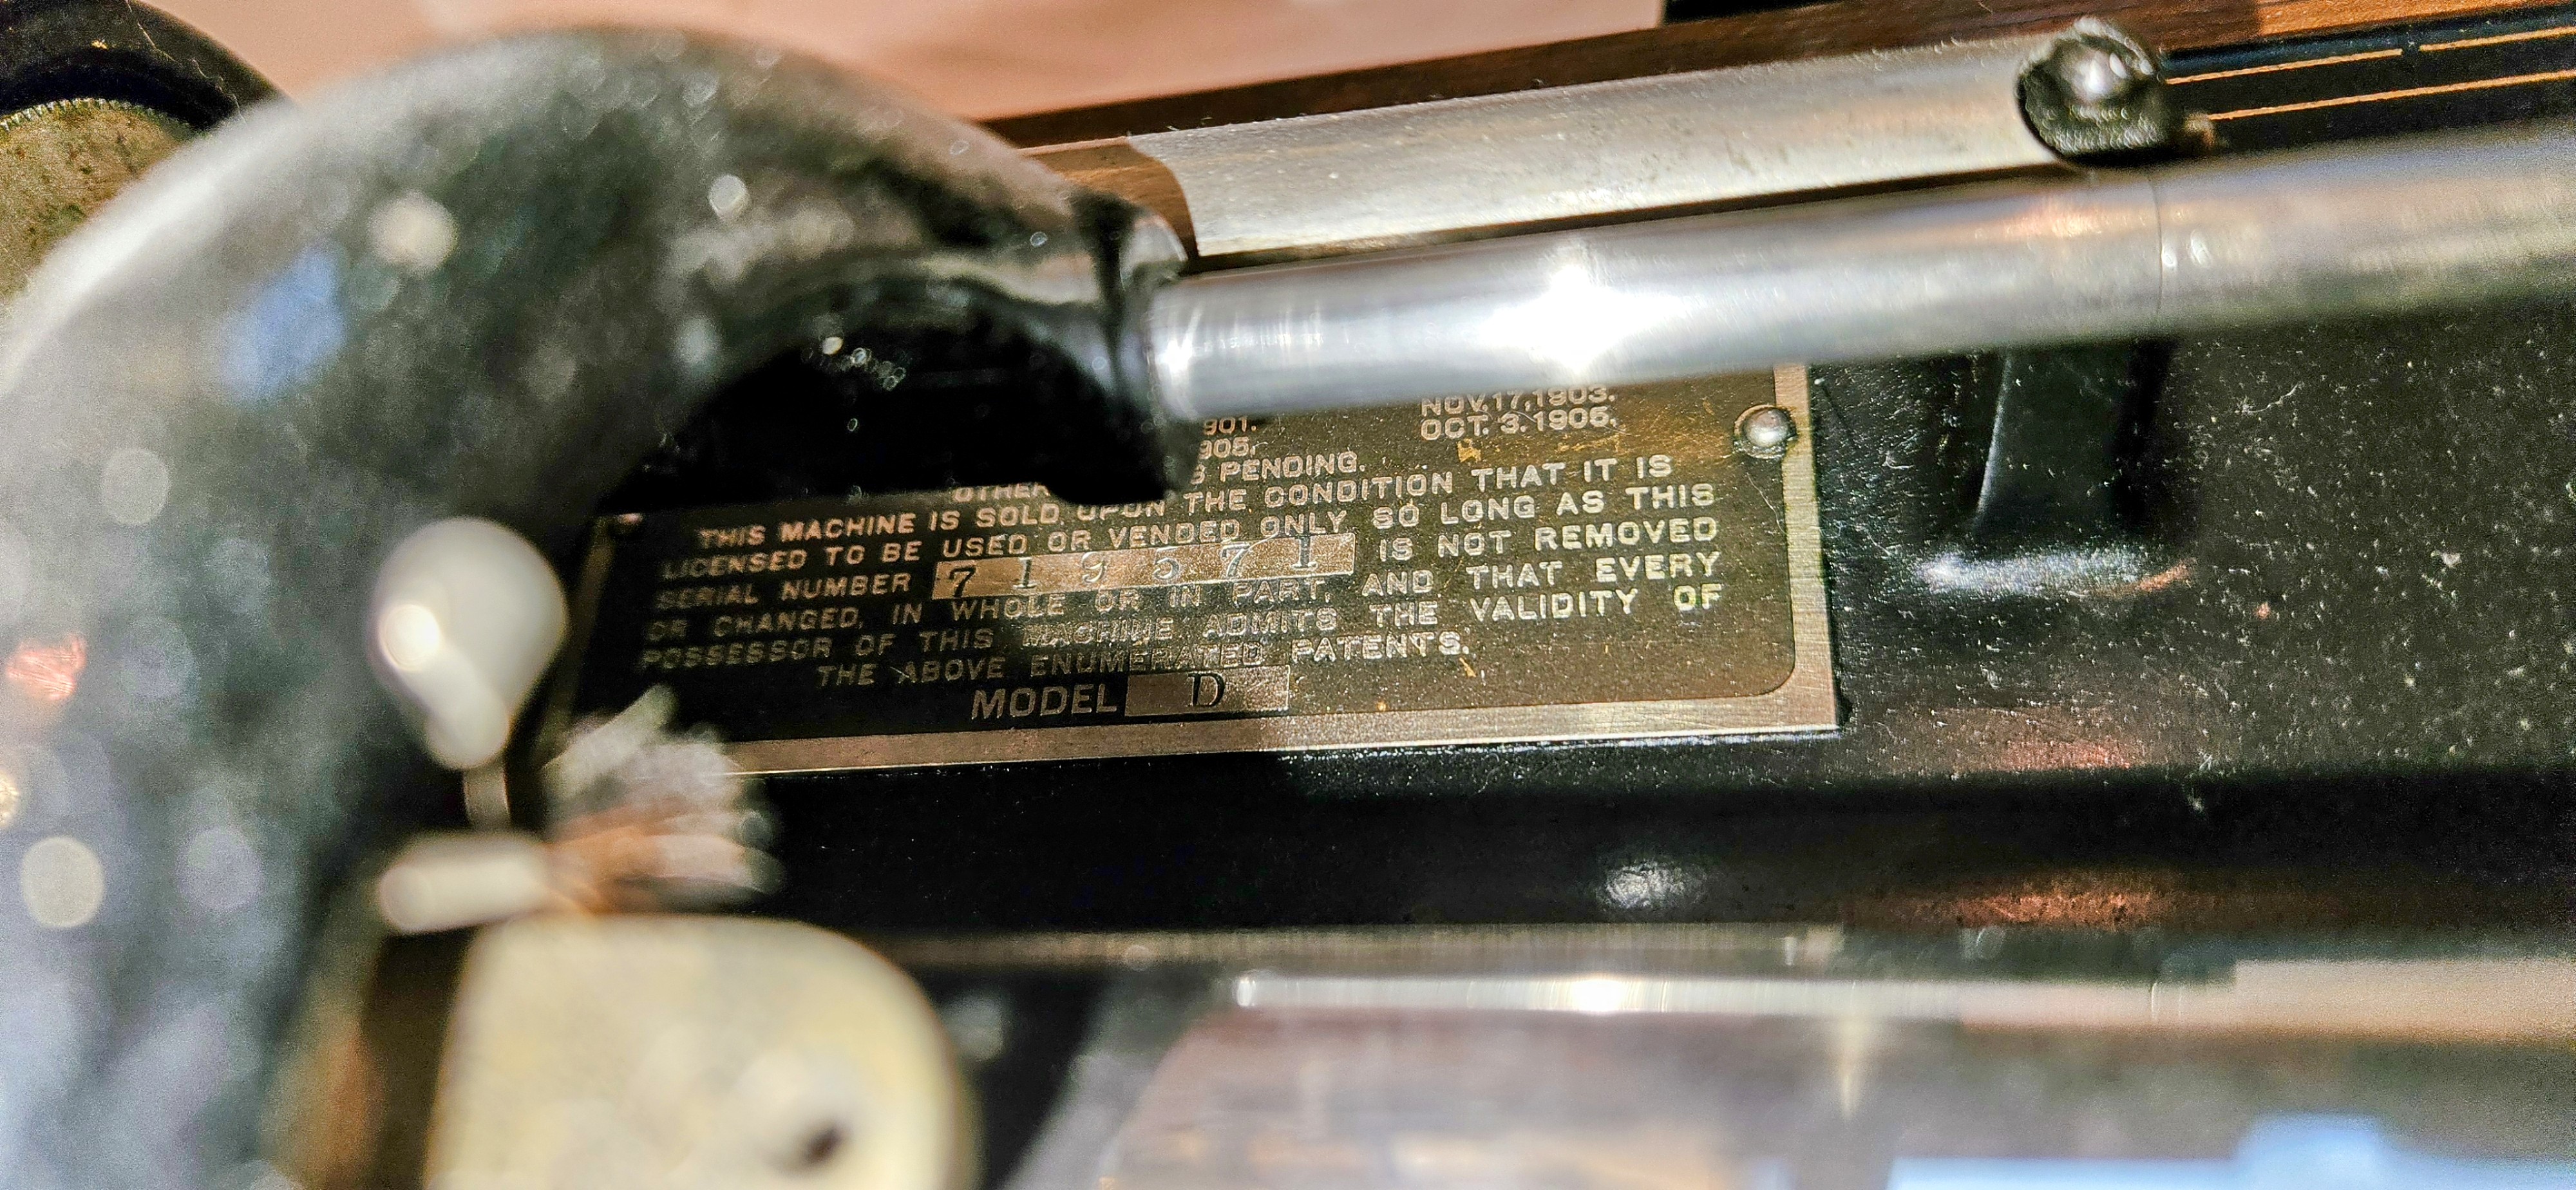 NOV.17,1903.
901. OCT. 3.1905.
905.
OTHER PENDING.
THIS MACHINE IS SOLD UPON THE CONDITION THAT IT IS
LICENSED TO BE USED OR VENDED ONLY SO LONG AS THIS
SERIAL NUMBER 719571 IS NOT REMOVED
OR CHANGED, IN WHOLE OR IN PART, AND THAT EVERY
POSSESSOR OF THIS MACHINE ADMITS THE VALIDITY OF
THE ABOVE ENUMERATED PATENTS.
MODEL D